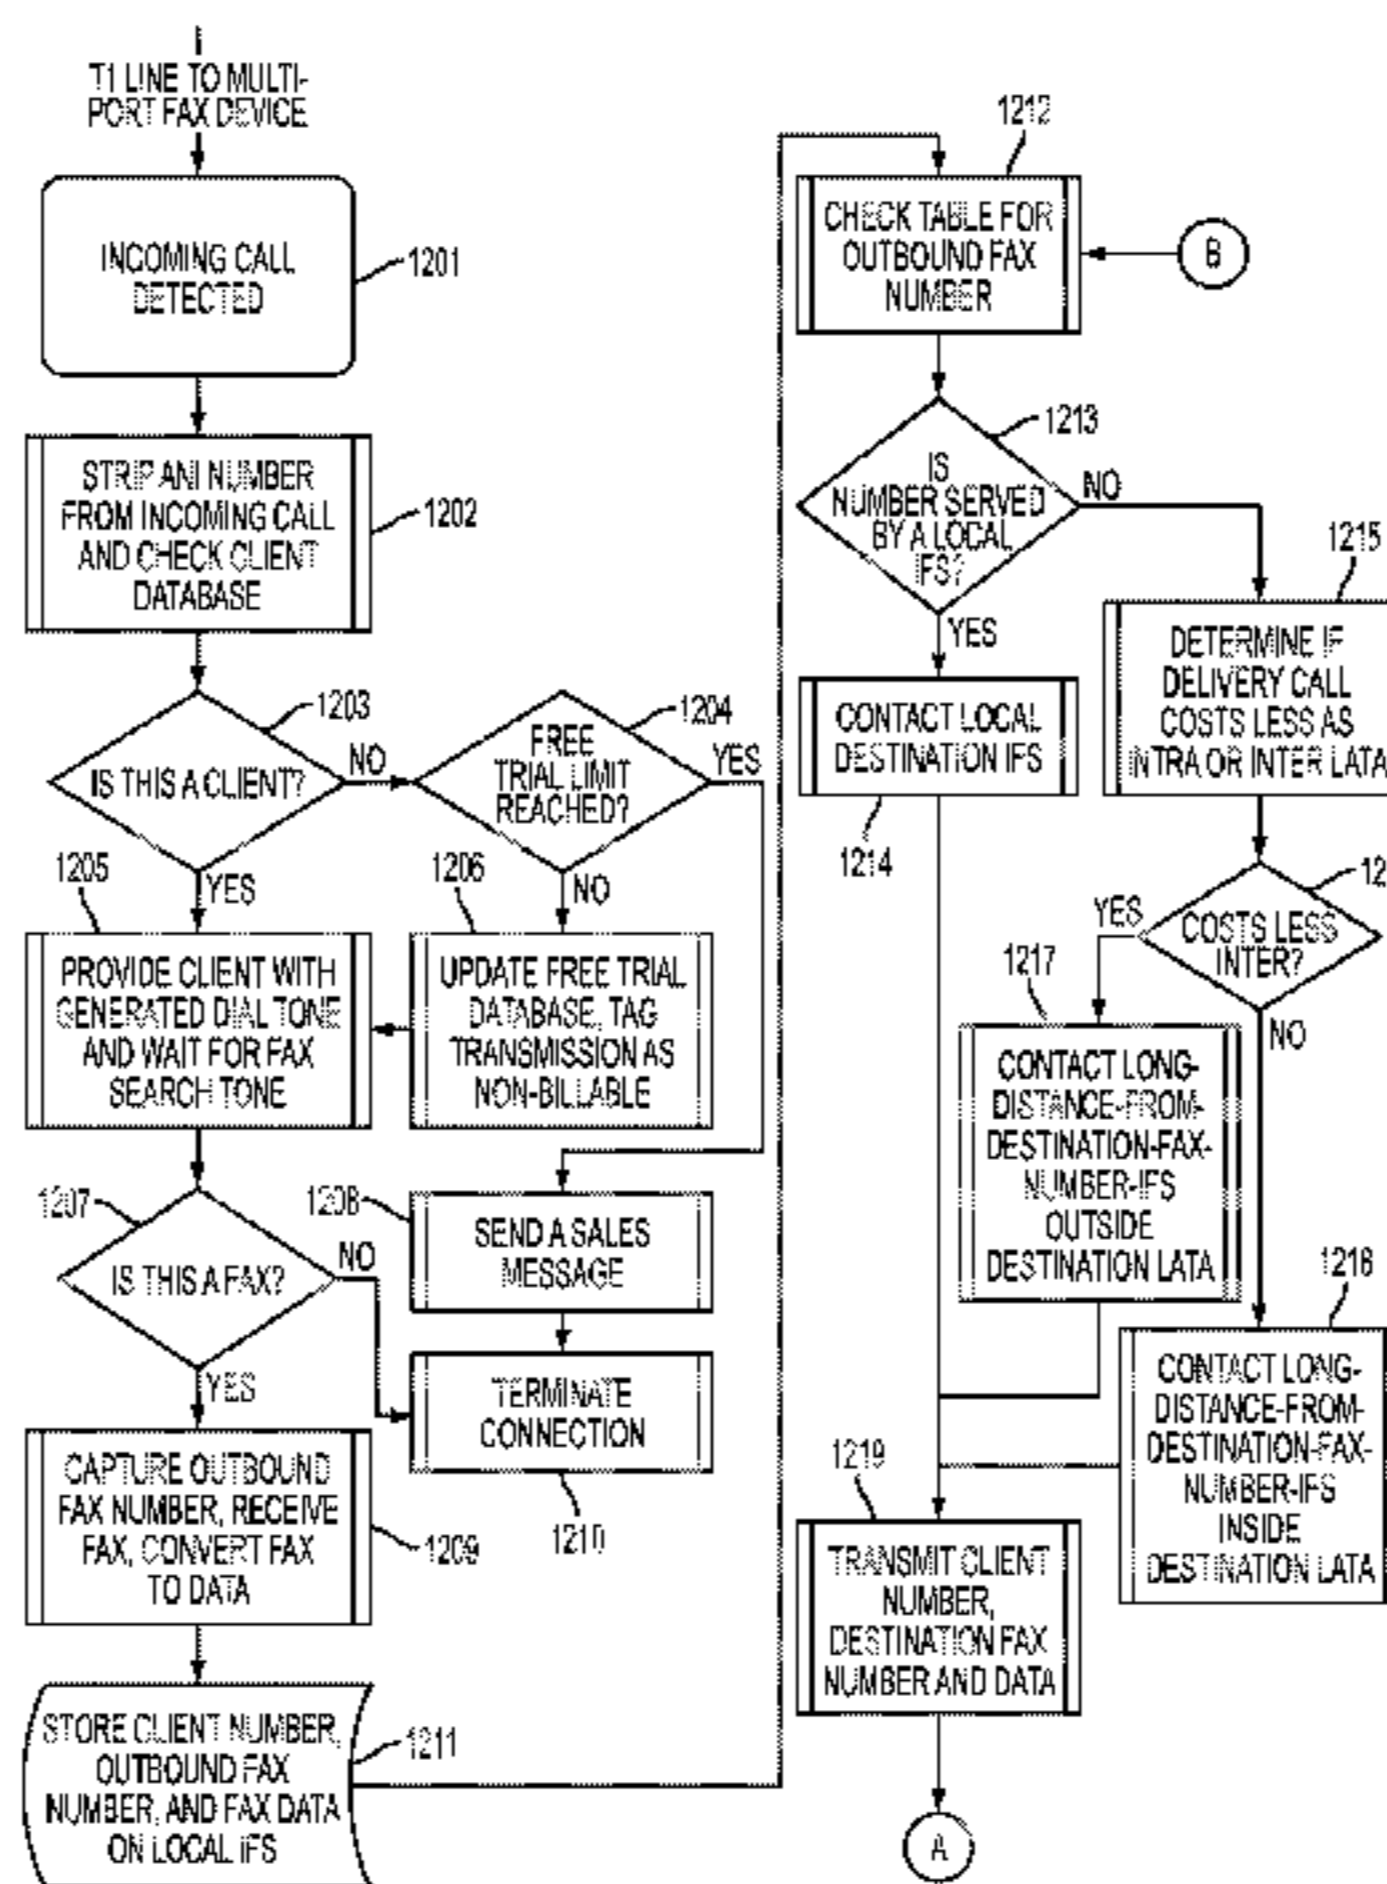 T1 LINE TO MULTI-
PORT FAX DEVICE
INCOMING CALL
DETECTED
1201
STRIP ANI NUMBER
FROM INCOMING CALL
AND CHECK CLIENT
DATABASE
1202
IS THIS A CLIENT?
1203
NO
YES
FREE
TRIAL LIMIT
REACHED?
1204
YES
NO
1205
PROVIDE CLIENT WITH
GENERATED DIAL TONE
AND WAIT FOR FAX
SEARCH TONE
1206
UPDATE FREE TRIAL
DATABASE, TAG
TRANSMISSION AS
NON-BILLABLE
1207
IS THIS A FAX?
NO
YES
1208
SEND A SALES
MESSAGE
TERMINATE
CONNECTION
1210
CAPTURE OUTBOUND
FAX NUMBER, RECEIVE
FAX, CONVERT FAX
TO DATA
1209
STORE CLIENT NUMBER,
OUTBOUND FAX
NUMBER, AND FAX DATA
ON LOCAL IFS
1211
1212
CHECK TABLE FOR
OUTBOUND FAX
NUMBER
B
1213
IS
NUMBER SERVED
BY A LOCAL
IFS?
NO
YES
CONTACT LOCAL
DESTINATION IFS
1214
1215
DETERMINE IF
DELIVERY CALL
COSTS LESS AS
INTRA OR INTER LATA
COSTS LESS
INTER?
YES
NO
1217
CONTACT LONG-
DISTANCE-FROM-
DESTINATION-FAX-
NUMBER-IFS
OUTSIDE
DESTINATION LATA
CONTACT LONG-
DISTANCE-FROM-
DESTINATION-FAX-
NUMBER-IFS
INSIDE
DESTINATION LATA
1219
TRANSMIT CLIENT
NUMBER,
DESTINATION FAX
NUMBER AND DATA
A